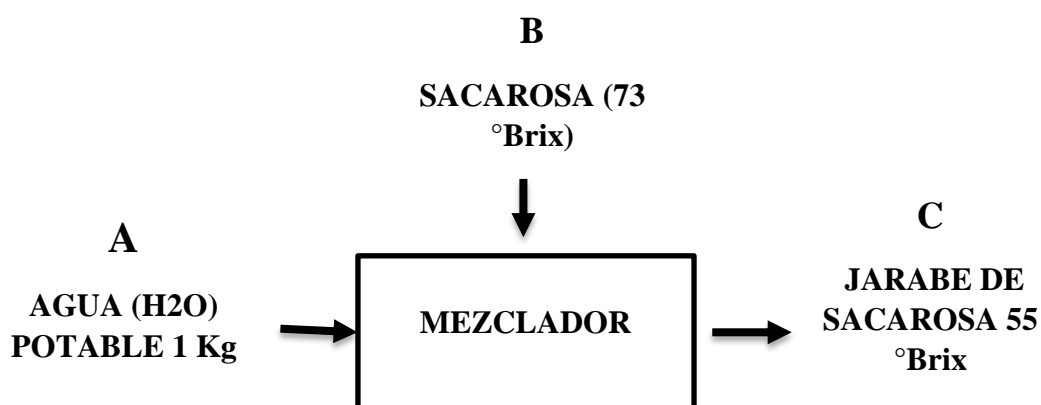 B
SACAROSA (73
°Brix)
A
AGUA (H2O)
POTABLE 1 Kg
MEZCLADOR
C
JARABE DE
SACAROSA 55
°Brix